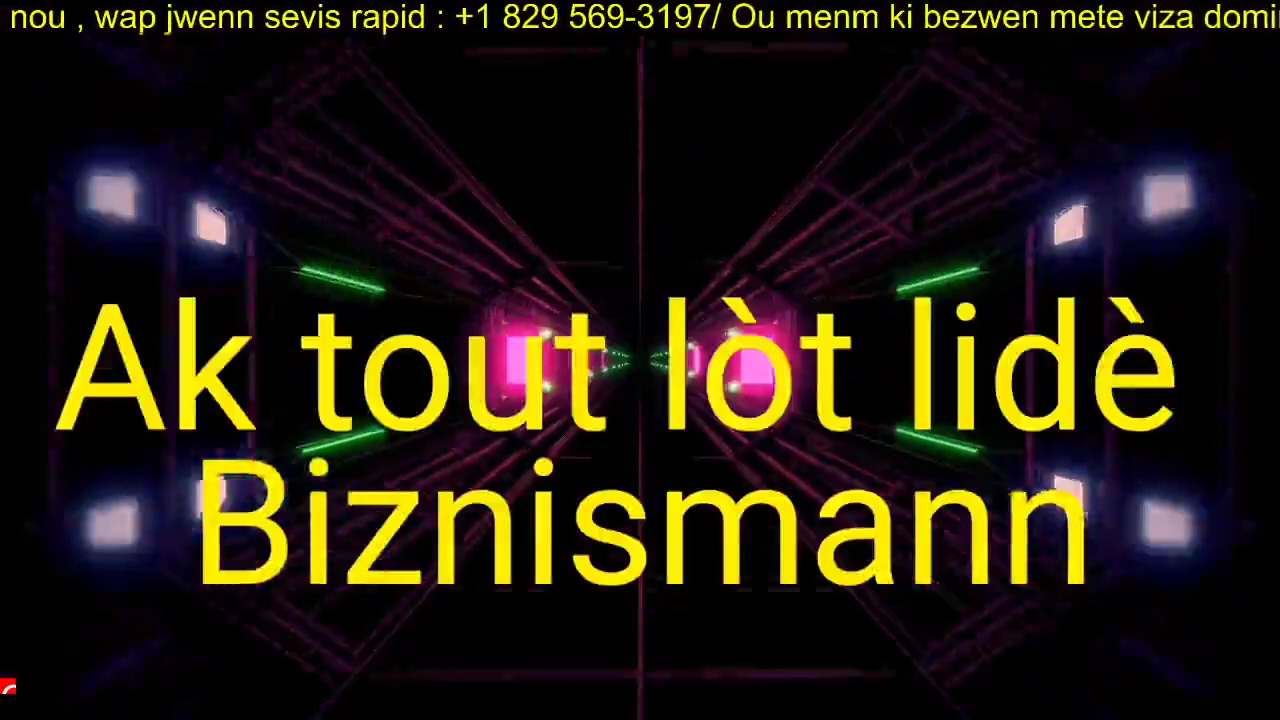 nou , wap jwenn sevis rapid : +1 829 569-3197/ Ou menm ki bezwen mete viza
Ak tout lòt lidè
Biznismann